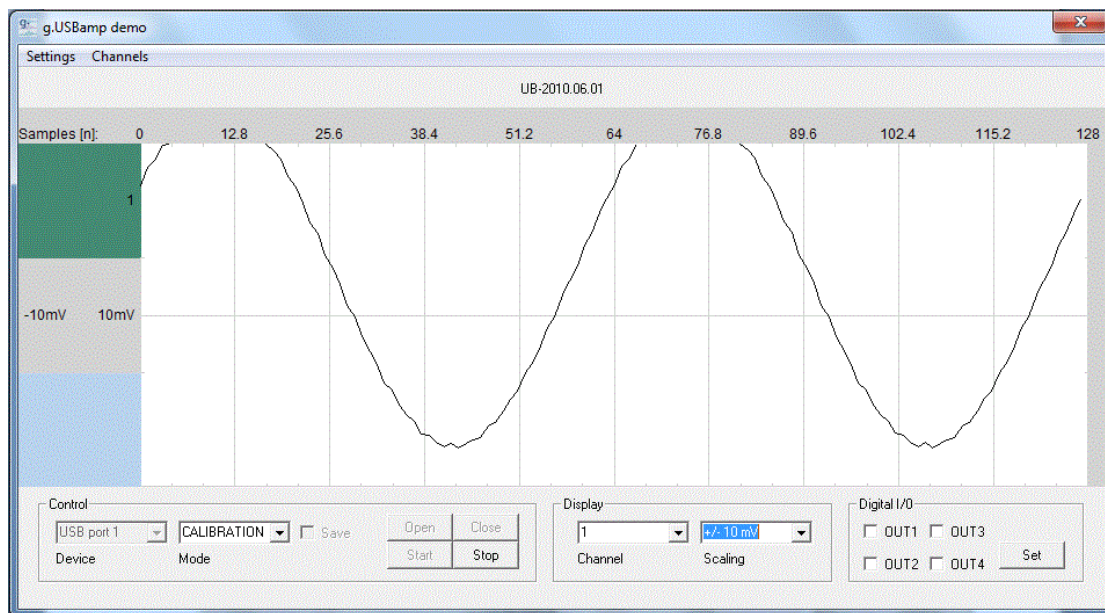 g.USBamp demo
Settings Channels
UB-2010.06.01
Samples [n]: 0 12.8 25.6 38.4 51.2 64 76.8 89.6 102.4 115.2 128
1
-10mV 10mV
Control
USB port 1 CALIBRATION Save Open Close
Device Mode Start Stop
Display
1 +/- 10 mV
Channel Scaling
Digital I/O
OUT1 OUT3
OUT2 OUT4 Set